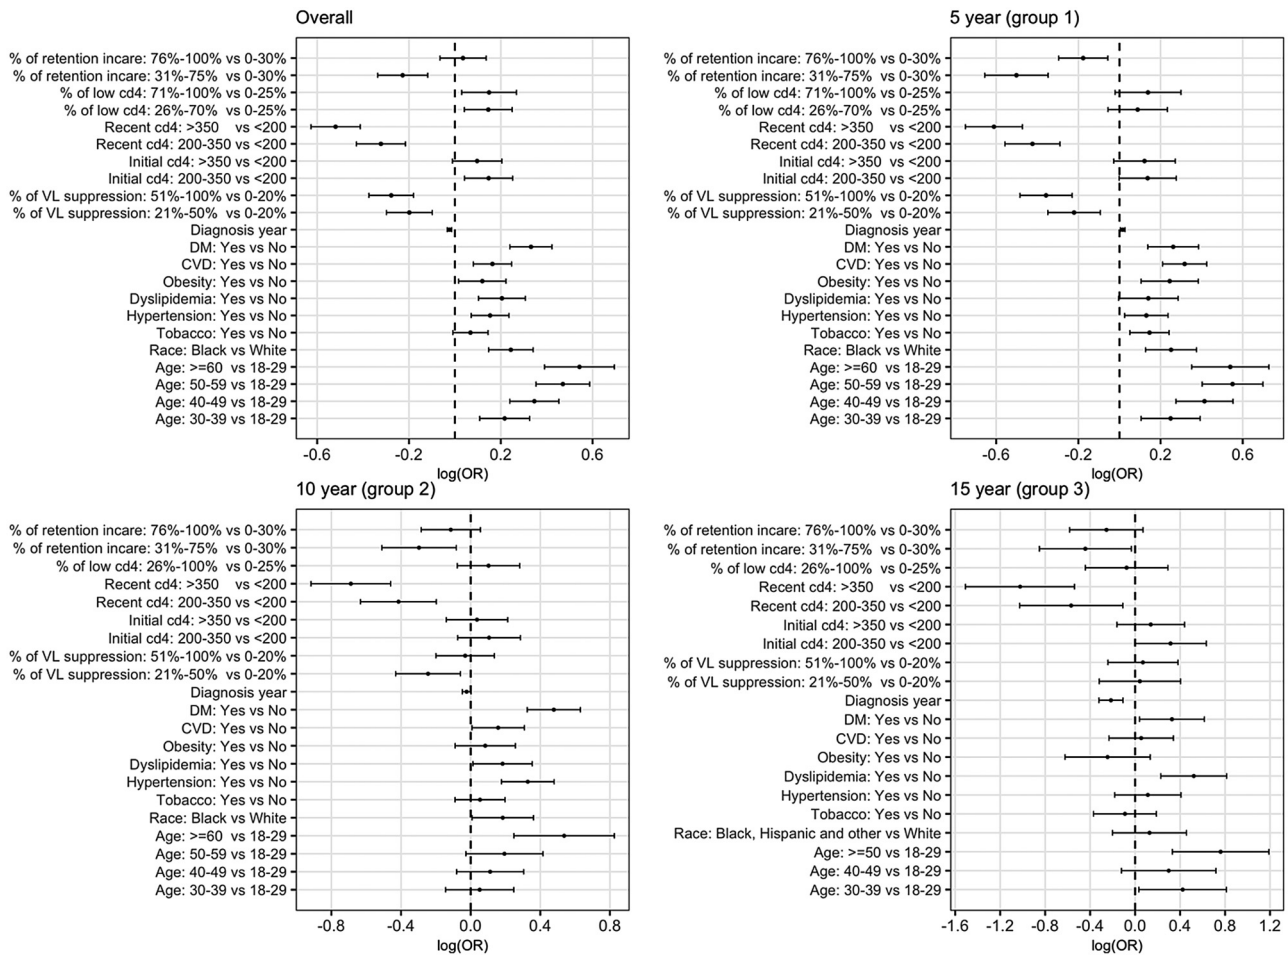 Overall
% of retention incare: 76%-100% vs 0-30%
% of retention incare: 31%-75% vs 0-30%
% of low cd4: 71%-100% vs 0-25%
% of low cd4: 26%-70% vs 0-25%
Recent cd4: >350 vs <200
Recent cd4: 200-350 vs <200
Initial cd4: >350 vs <200
Initial cd4: 200-350 vs <200
% of VL suppression: 51%-100% vs 0-20%
% of VL suppression: 21%-50% vs 0-20%
Diagnosis year
DM: Yes vs No
CVD: Yes vs No
Obesity: Yes vs No
Dyslipidemia: Yes vs No
Hypertension: Yes vs No
Tobacco: Yes vs No
Race: Black vs White
Age: >=60 vs 18-29
Age: 50-59 vs 18-29
Age: 40-49 vs 18-29
Age: 30-39 vs 18-29
-0.6 -0.2 0.2 0.6
log(OR)
5 year (group 1)
% of retention incare: 76%-100% vs 0-30%
% of retention incare: 31%-75% vs 0-30%
% of low cd4: 71%-100% vs 0-25%
% of low cd4: 26%-70% vs 0-25%
Recent cd4: >350 vs <200
Recent cd4: 200-350 vs <200
Initial cd4: >350 vs <200
Initial cd4: 200-350 vs <200
% of VL suppression: 51%-100% vs 0-20%
% of VL suppression: 21%-50% vs 0-20%
Diagnosis year
DM: Yes vs No
CVD: Yes vs No
Obesity: Yes vs No
Dyslipidemia: Yes vs No
Hypertension: Yes vs No
Tobacco: Yes vs No
Race: Black vs White
Age: >=60 vs 18-29
Age: 50-59 vs 18-29
Age: 40-49 vs 18-29
Age: 30-39 vs 18-29
-0.6 -0.2 0.2 0.6
log(OR)
10 year (group 2)
% of retention incare: 76%-100% vs 0-30%
% of retention incare: 31%-75% vs 0-30%
% of low cd4: 26%-100% vs 0-25%
Recent cd4: >350 vs <200
Recent cd4: 200-350 vs <200
Initial cd4: >350 vs <200
Initial cd4: 200-350 vs <200
% of VL suppression: 51%-100% vs 0-20%
% of VL suppression: 21%-50% vs 0-20%
Diagnosis year
DM: Yes vs No
CVD: Yes vs No
Obesity: Yes vs No
Dyslipidemia: Yes vs No
Hypertension: Yes vs No
Tobacco: Yes vs No
Race: Black vs White
Age: >=60 vs 18-29
Age: 50-59 vs 18-29
Age: 40-49 vs 18-29
Age: 30-39 vs 18-29
-0.8 -0.4 0.0 0.4 0.8
log(OR)
15 year (group 3)
% of retention incare: 76%-100% vs 0-30%
% of retention incare: 31%-75% vs 0-30%
% of low cd4: 26%-100% vs 0-25%
Recent cd4: >350 vs <200
Recent cd4: 200-350 vs <200
Initial cd4: >350 vs <200
Initial cd4: 200-350 vs <200
% of VL suppression: 51%-100% vs 0-20%
% of VL suppression: 21%-50% vs 0-20%
Diagnosis year
DM: Yes vs No
CVD: Yes vs No
Obesity: Yes vs No
Dyslipidemia: Yes vs No
Hypertension: Yes vs No
Tobacco: Yes vs No
Race: Black, Hispanic and other vs White
Age: >=50 vs 18-29
Age: 40-49 vs 18-29
Age: 30-39 vs 18-29
-1.6 -1.2 -0.8 -0.4 0.0 0.4 0.8 1.2
log(OR)